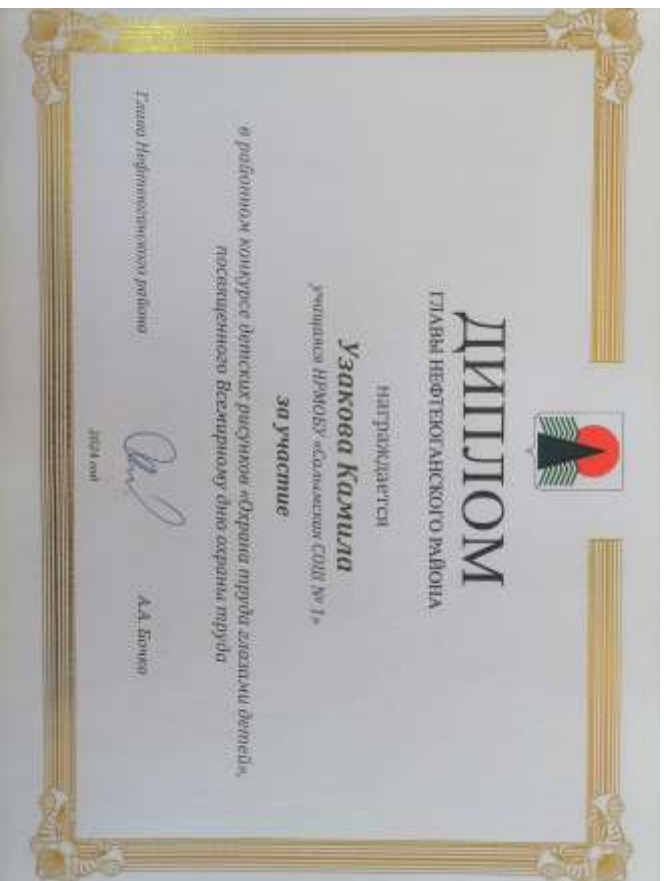 ДИПЛОМ
ГЛАВЫ НЕФТЕЮГАНСКОГО РАЙОНА
награждается
Узакова Камила
учащаяся НРМОБУ «Салымская СОШ № 1»
за участие
в районном конкурсе детских рисунков «Охрана труда глазами детей»,
посвященного Всемирному дню охраны труда
Глава Нефтеюганского района
А.А. Бочко
2024 год